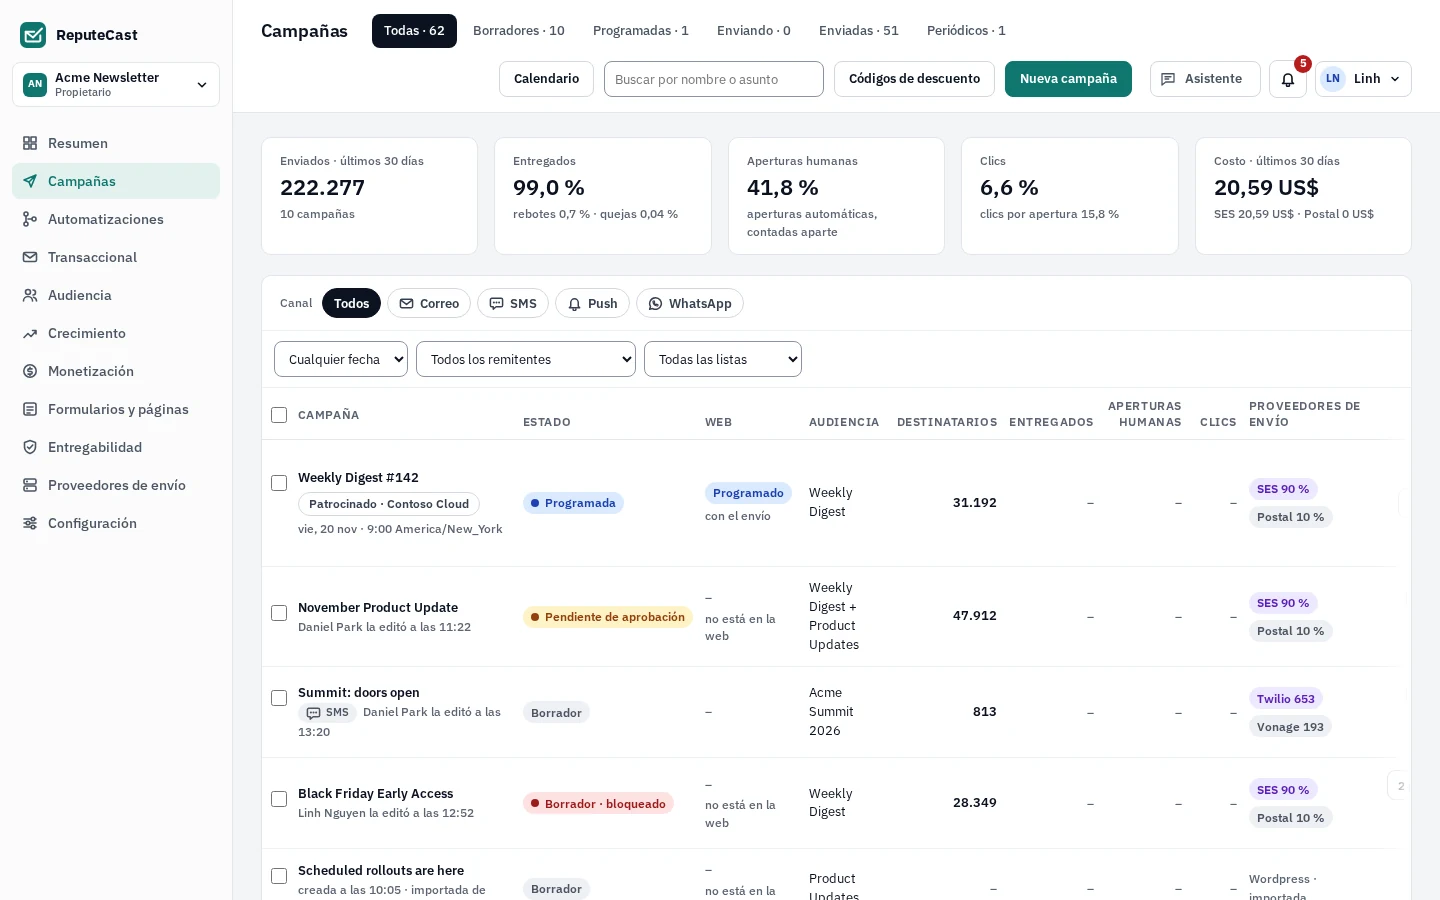 ReputeCast
AN
Acme Newsletter
Propietario
Resumen
Campañas
Automatizaciones
Transaccional
Audiencia
Crecimiento
Monetización
Formularios y páginas
Entregabilidad
Proveedores de envío
Configuración
Campañas
Todas · 62
Borradores · 10
Programadas · 1
Enviando · 0
Enviadas · 51
Periódicos · 1
Calendario
Buscar por nombre o asunto
Códigos de descuento
Nueva campaña
Asistente
5
LN
Linh
Enviados · últimos 30 días
222.277
10 campañas
Entregados
99,0 %
rebotes 0,7 % · quejas 0,04 %
Aperturas humanas
41,8 %
aperturas automáticas,
contadas aparte
Clics
6,6 %
clics por apertura 15,8 %
Costo · últimos 30 días
20,59 US$
SES 20,59 US$ · Postal 0 US$
Canal
Todos
Correo
SMS
Push
WhatsApp
Cualquier fecha
Todos los remitentes
Todas las listas
CAMPAÑA
ESTADO
WEB
AUDIENCIA
DESTINATARIOS
ENTREGADOS
APERTURAS
HUMANAS
CLICS
PROVEEDORES DE
ENVÍO
Weekly Digest #142
Patrocinado · Contoso Cloud
vie, 20 nov · 9:00 America/New_York
Programada
Programado
con el envío
Weekly
Digest
31.192
–
–
–
SES 90 %
Postal 10 %
November Product Update
Daniel Park la editó a las 11:22
Pendiente de aprobación
–
no está en la
web
Weekly
Digest +
Product
Updates
47.912
–
–
–
SES 90 %
Postal 10 %
Summit: doors open
SMS Daniel Park la editó a las
13:20
Borrador
–
Acme
Summit
2026
813
–
–
–
Twilio 653
Vonage 193
Black Friday Early Access
Linh Nguyen la editó a las 12:52
Borrador · bloqueado
–
no está en la
web
Weekly
Digest
28.349
–
–
–
SES 90 %
Postal 10 %
2
Scheduled rollouts are here
creada a las 10:05 · importada de
Borrador
–
no está en la
Product
Updates
–
–
–
–
Wordpress ·
importada